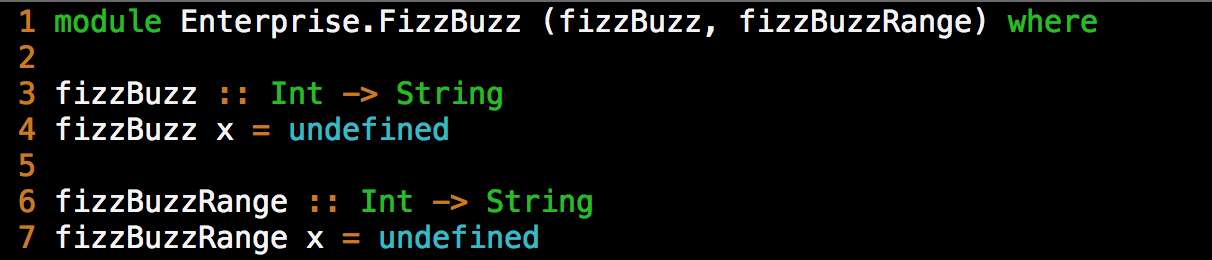 1 module Enterprise.FizzBuzz (fizzBuzz, fizzBuzzRange) where
2
3 fizzBuzz :: Int -> String
4 fizzBuzz x = undefined
5
6 fizzBuzzRange :: Int -> String
7 fizzBuzzRange x = undefined